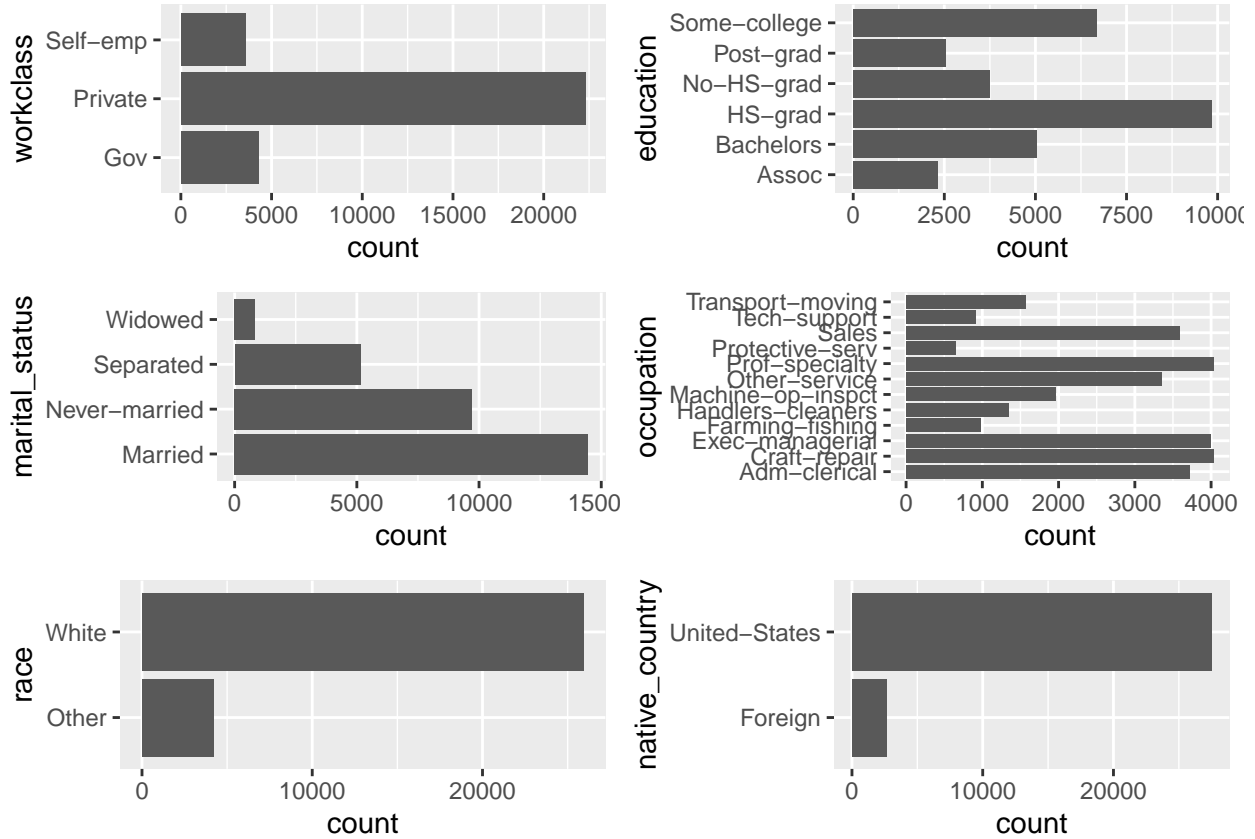 workclass
Self−emp
Private
Gov
0 5000 10000 15000 20000
count
education
Some−college
Post−grad
No−HS−grad
HS−grad
Bachelors
Assoc
0 2500 5000 7500 10000
count
marital_status
Widowed
Separated
Never−married
Married
0 5000 10000 1500
count
occupation
Transport−moving
Tech−support
Sales
Protective−serv
Prof−specialty
Other−service
Machine−op−inspct
Handlers−cleaners
Farming−fishing
Exec−managerial
Craft−repair
Adm−clerical
0 1000 2000 3000 4000
count
race
White
Other
0 10000 20000
count
native_country
United−States
Foreign
0 10000 20000
count